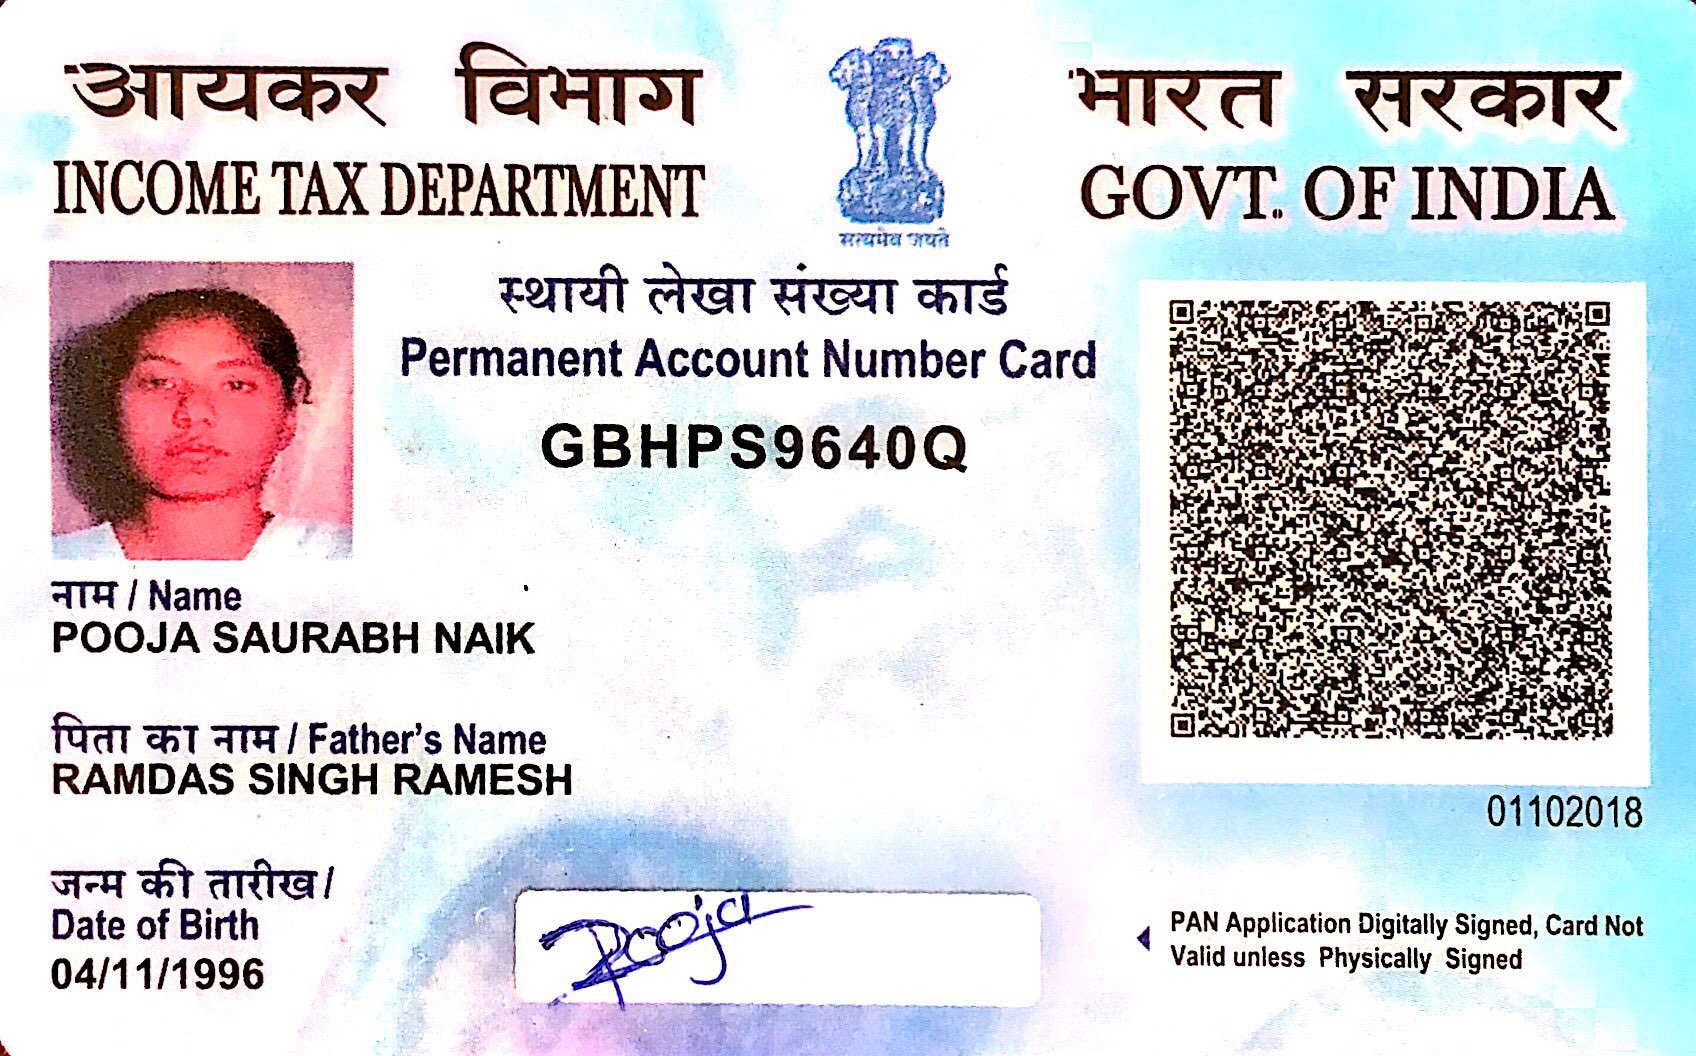 आयकर विभाग
INCOME TAX DEPARTMENT
सत्यमेव जयते
भारत सरकार
GOVT. OF INDIA
स्थायी लेखा संख्या कार्ड
Permanent Account Number Card
GBHPS9640Q
नाम / Name
POOJA SAURABH NAIK
पिता का नाम / Father's Name
RAMDAS SINGH RAMESH
जन्म की तारीख /
Date of Birth
04/11/1996
Pooja
01102018
PAN Application Digitally Signed, Card Not
Valid unless Physically Signed